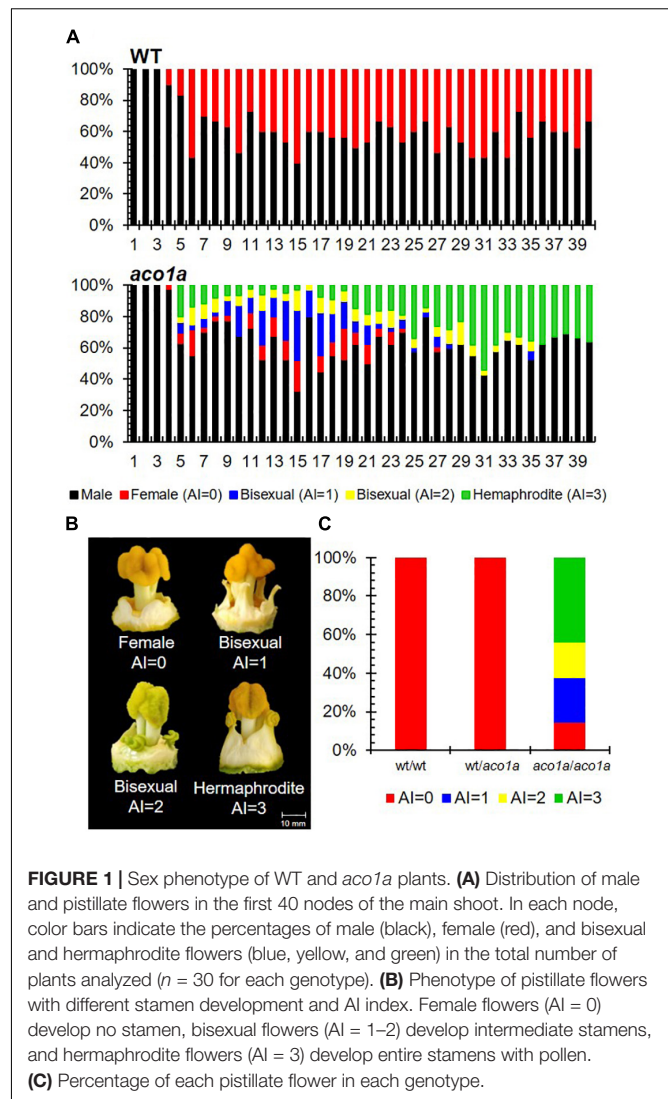 A
WT
100%
80%
60%
40%
20%
0%
1 3 5 7 9 11 13 15 17 19 21 23 25 27 29 31 33 35 37 39
aco1a
100%
80%
60%
40%
20%
0%
1 3 5 7 9 11 13 15 17 19 21 23 25 27 29 31 33 35 37 39
Male Female (AI=0) Bisexual (AI=1) Bisexual (AI=2) Hemaphrodite (AI=3)
B
Female
AI=0
Bisexual
AI=1
Bisexual
AI=2
Hermaphrodite
AI=3
10 mm
C
100%
80%
60%
40%
20%
0%
wt/wt wt/aco1a aco1a/aco1a
AI=0 AI=1 AI=2 AI=3
FIGURE 1 | Sex phenotype of WT and aco1a plants. (A) Distribution of male
and pistillate flowers in the first 40 nodes of the main shoot. In each node,
color bars indicate the percentages of male (black), female (red), and bisexual
and hermaphrodite flowers (blue, yellow, and green) in the total number of
plants analyzed (n = 30 for each genotype). (B) Phenotype of pistillate flowers
with different stamen development and AI index. Female flowers (AI = 0)
develop no stamen, bisexual flowers (AI = 1–2) develop intermediate stamens,
and hermaphrodite flowers (AI = 3) develop entire stamens with pollen.
(C) Percentage of each pistillate flower in each genotype.